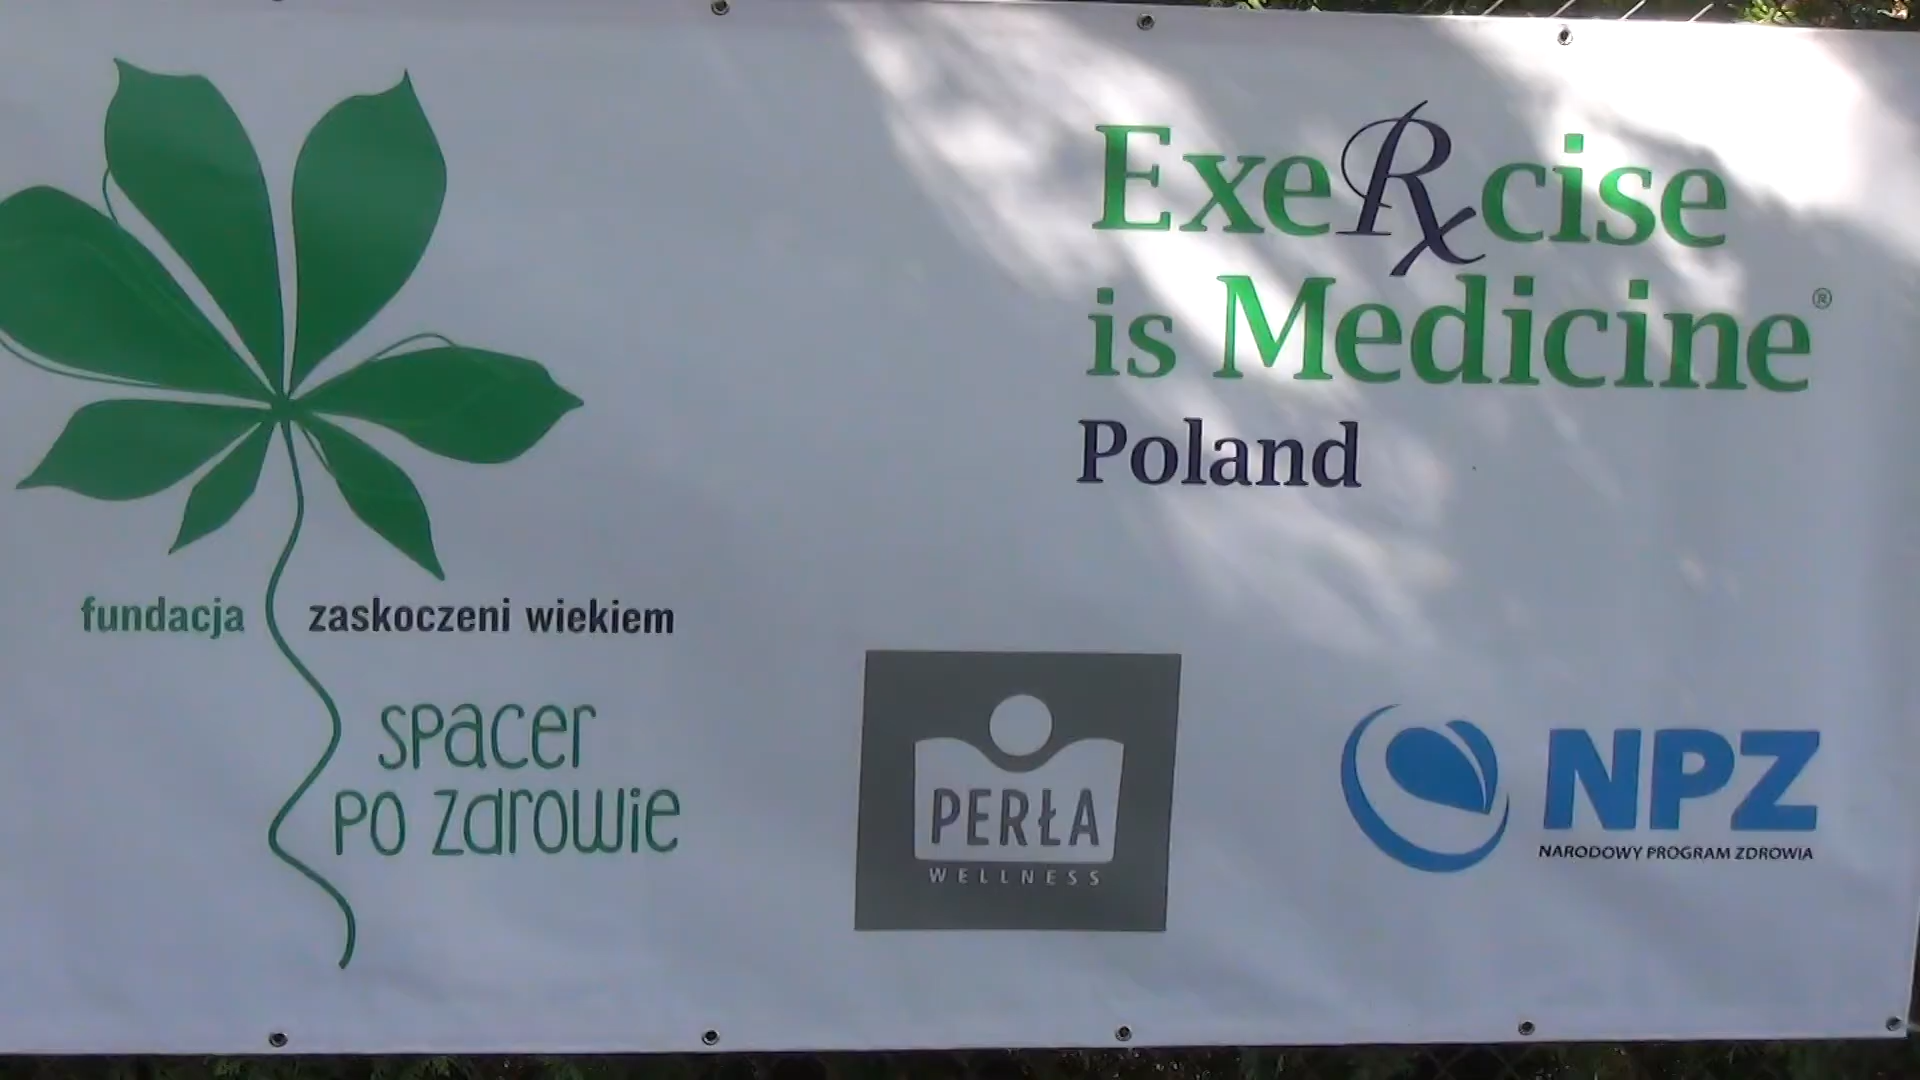 ExeRxcise
is Medicine®
Poland
fundacja zaskoczeni wiekiem
spacer
po zdrowie
PERŁA
WELLNESS
NPZ
NARODOWY PROGRAM ZDROWIA